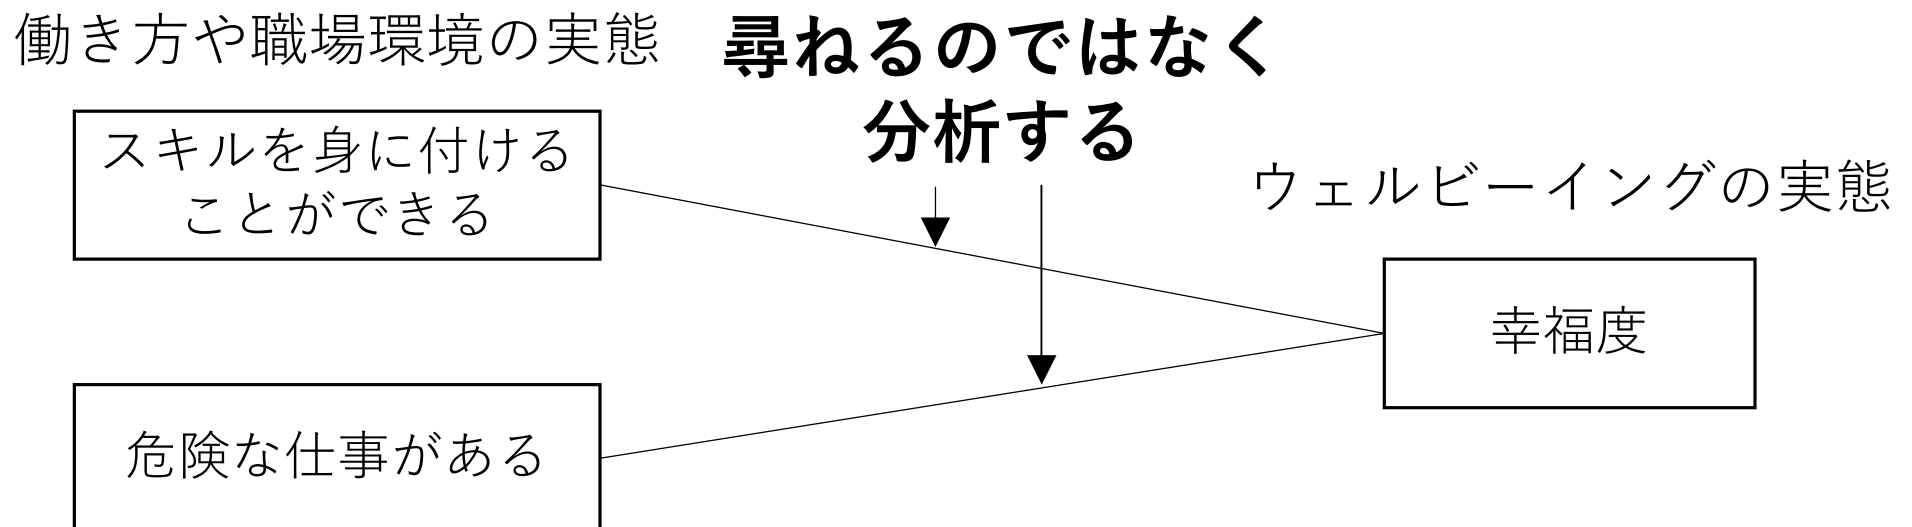 働き方や職場環境の実態
尋ねるのではなく
分析する
スキルを身に付ける
ことができる
ウェルビーイングの実態
幸福度
危険な仕事がある